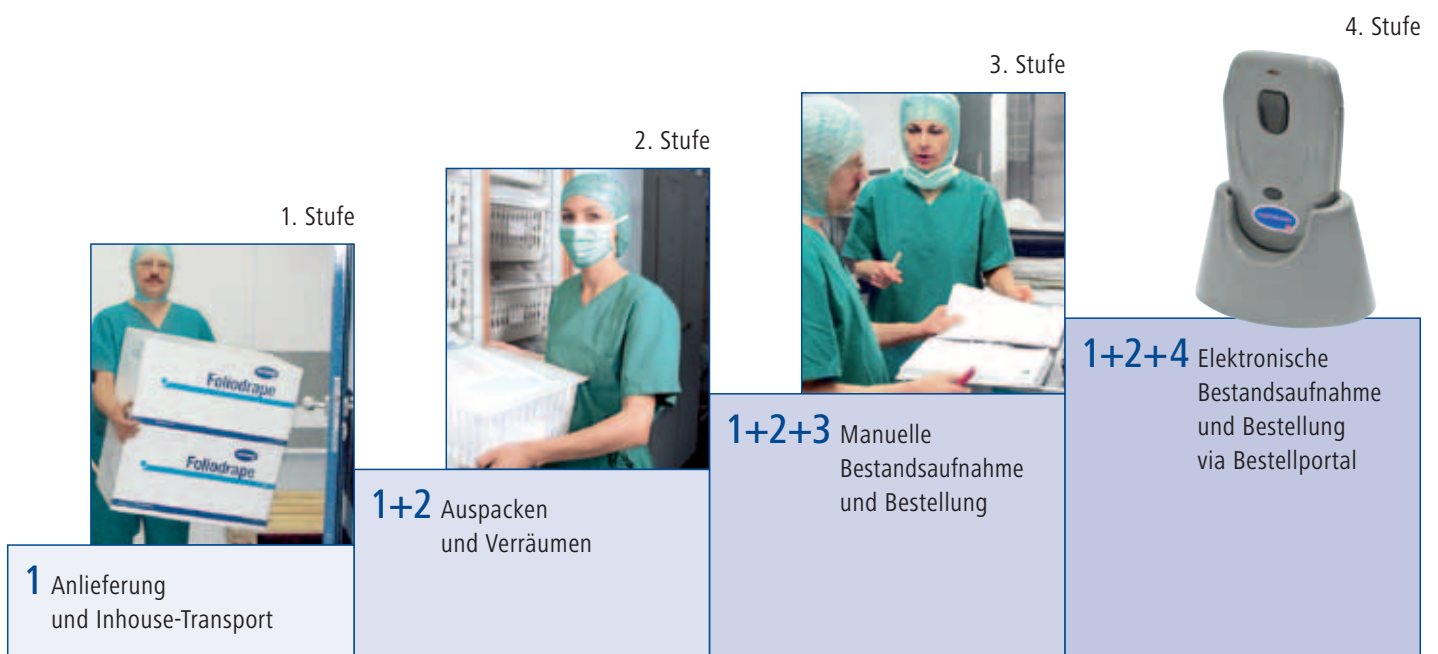 4. Stufe
3. Stufe
2. Stufe
1. Stufe
Foliodrape
Foliodrape
1+2+4 Elektronische
Bestandsaufnahme
und Bestellung
via Bestellportal
1+2+3 Manuelle
Bestandsaufnahme
und Bestellung
1+2 Auspacken
und Verräumen
1 Anlieferung
und Inhouse-Transport